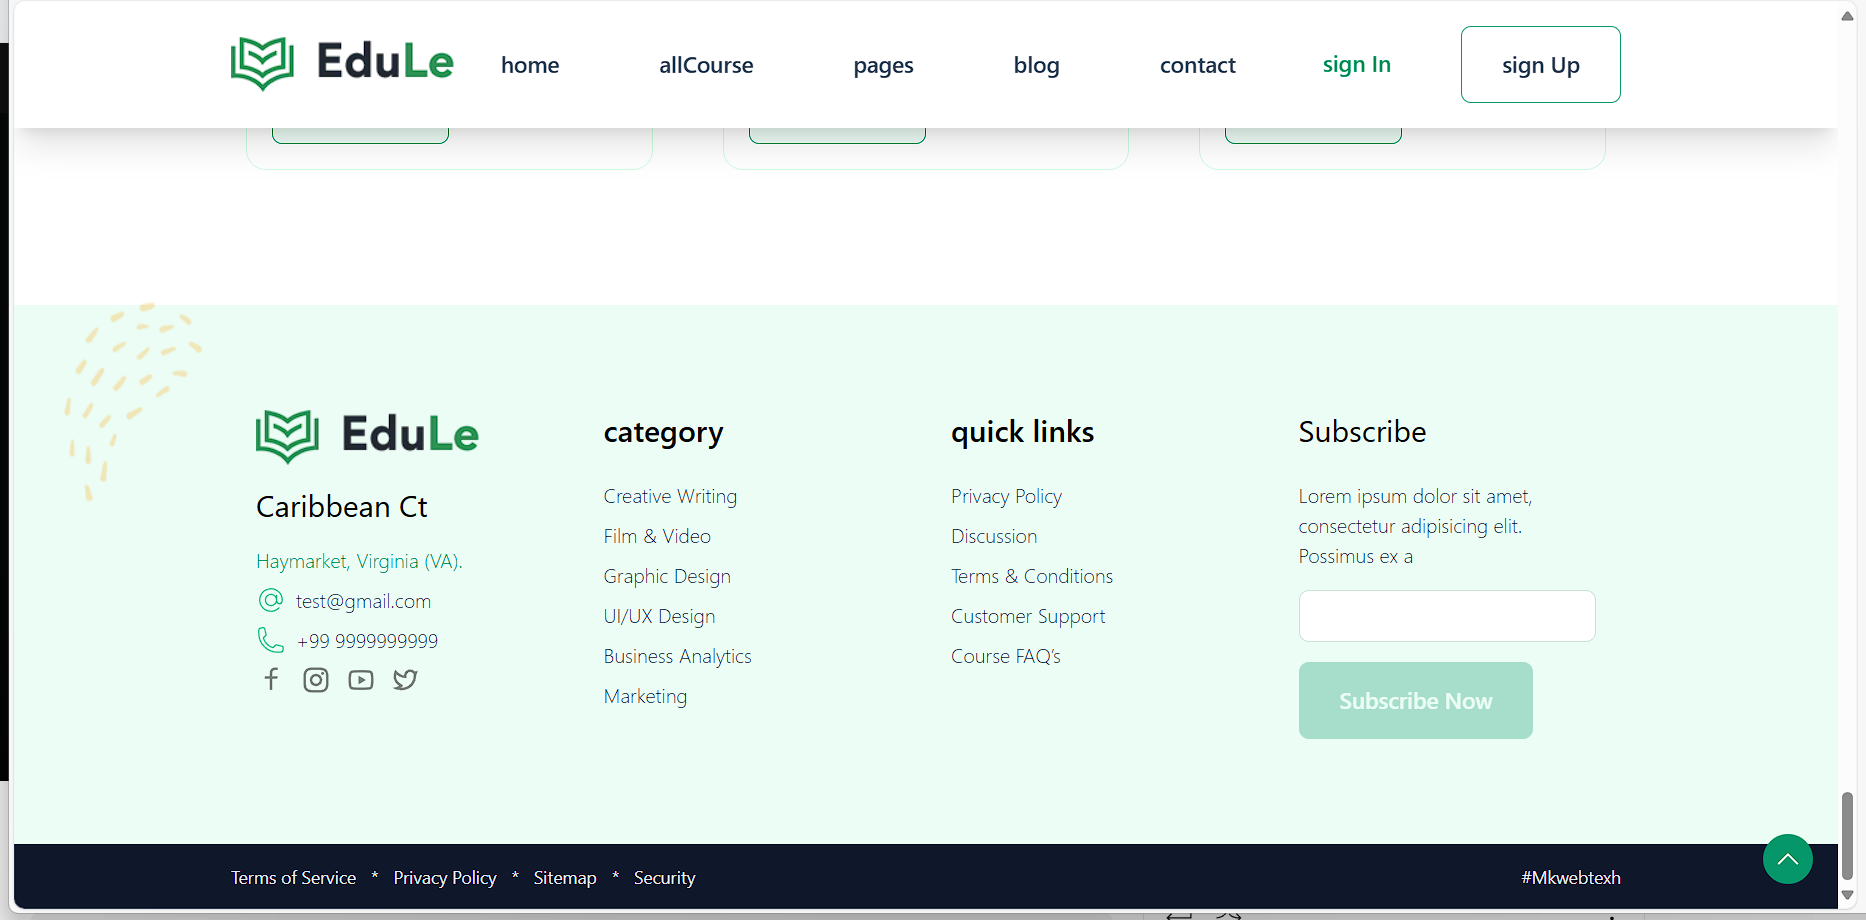 EduLe
home
allCourse
pages
blog
contact
sign In
sign Up
EduLe
Caribbean Ct
Haymarket, Virginia (VA).
test@gmail.com
+99 9999999999
category
Creative Writing
Film & Video
Graphic Design
UI/UX Design
Business Analytics
Marketing
quick links
Privacy Policy
Discussion
Terms & Conditions
Customer Support
Course FAQ's
Subscribe
Lorem ipsum dolor sit amet,
consectetur adipisicing elit.
Possimus ex a
Subscribe Now
Terms of Service * Privacy Policy * Sitemap * Security
#Mkwebtexh